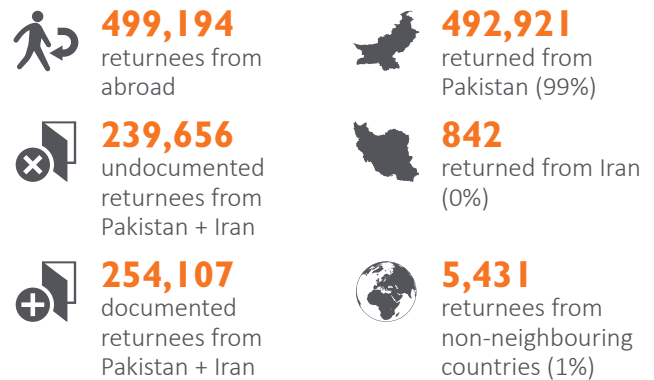 499,194
returnees from
abroad
492,921
returned from
Pakistan (99%)
239,656
undocumented
returnees from
Pakistan + Iran
842
returned from Iran
(0%)
254,107
documented
returnees from
Pakistan + Iran
5,431
returnees from
non-neighbouring
countries (1%)